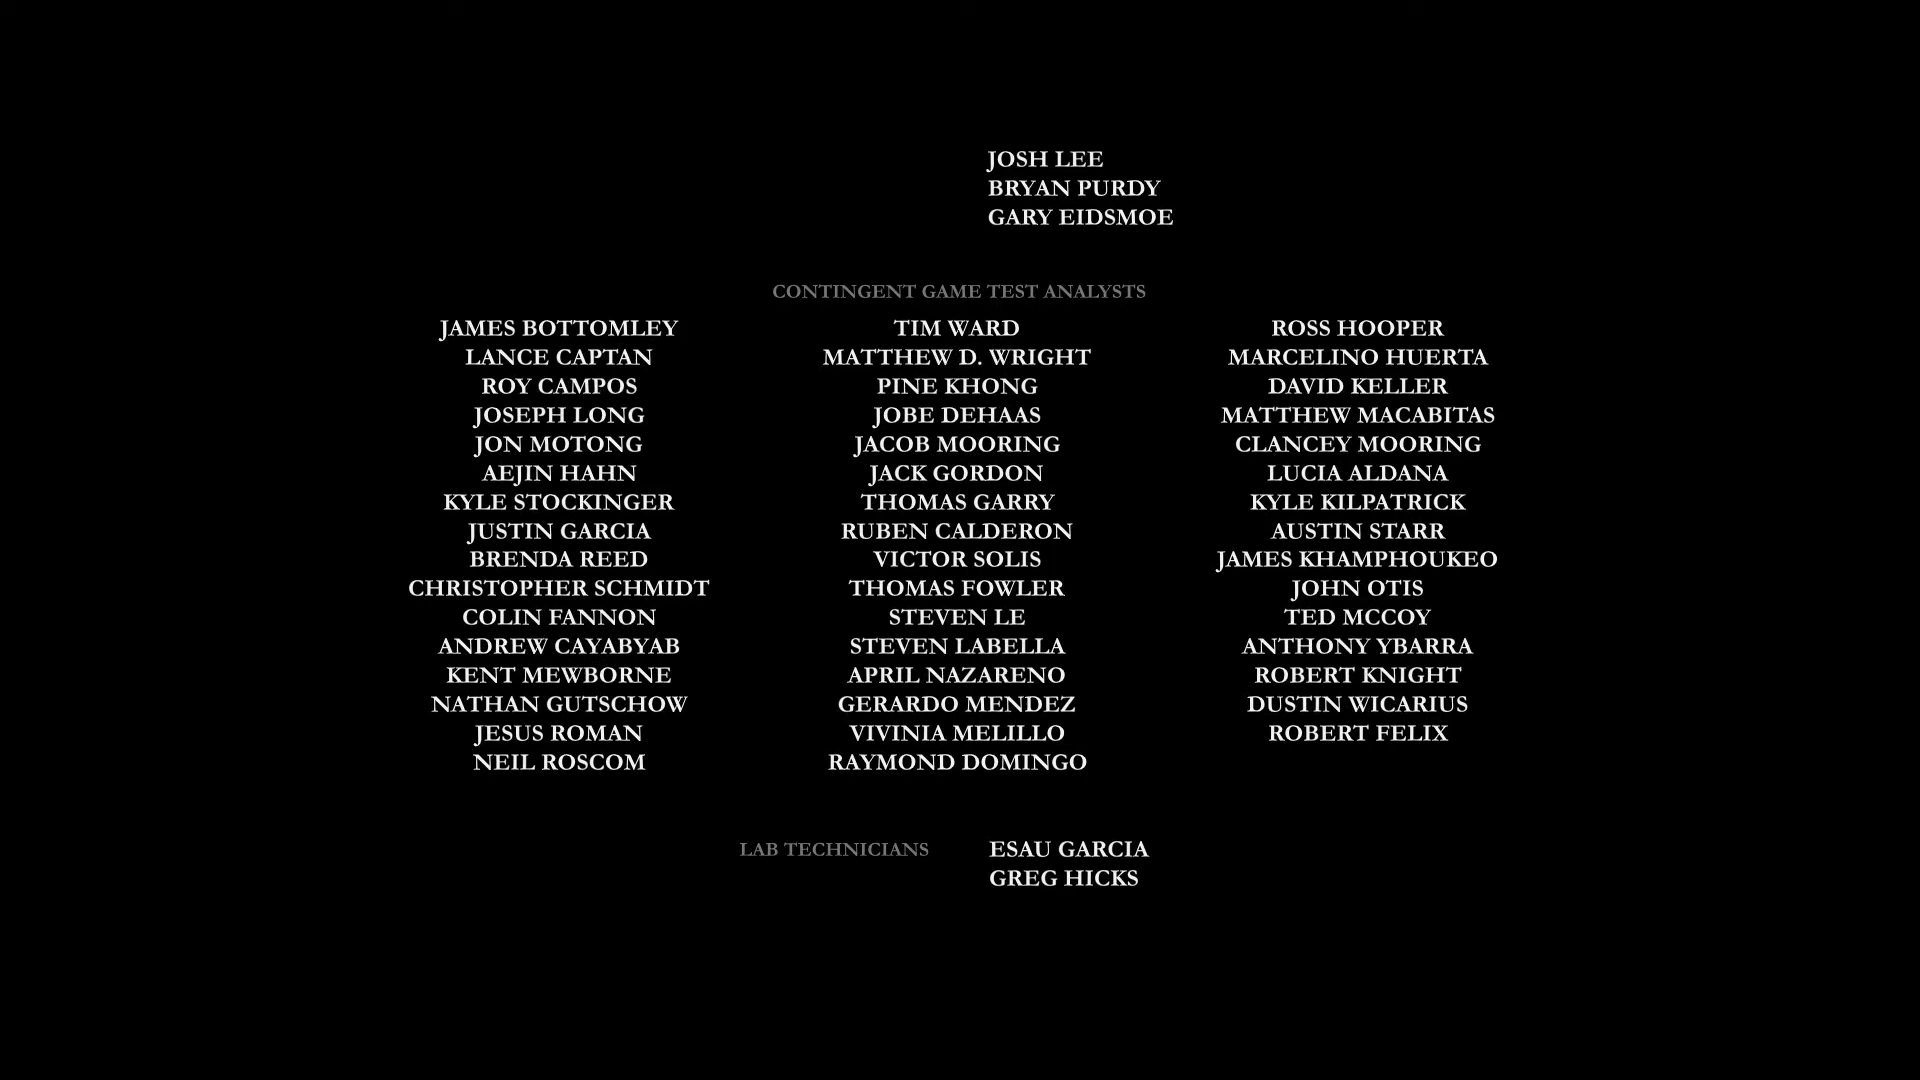 JOSH LEE
BRYAN PURDY
GARY EIDSMOE
CONTINGENT GAME TEST ANALYSTS
JAMES BOTTOMLEY TIM WARD ROSS HOOPER
LANCE CAPTAN MATTHEW D. WRIGHT MARCELINO HUERTA
ROY CAMPOS PINE KHONG DAVID KELLER
JOSEPH LONG JOBE DEHAAS MATTHEW MACABITAS
JON MOTONG JACOB MOORING CLANCEY MOORING
AEJIN HAHN JACK GORDON LUCIA ALDANA
KYLE STOCKINGER THOMAS GARRY KYLE KILPATRICK
JUSTIN GARCIA RUBEN CALDERON AUSTIN STARR
BRENDA REED VICTOR SOLIS JAMES KHAMPHOUKEO
CHRISTOPHER SCHMIDT THOMAS FOWLER JOHN OTIS
COLIN FANNON STEVEN LE TED MCCOY
ANDREW CAYABYAB STEVEN LABELLA ANTHONY YBARRA
KENT MEWBORNE APRIL NAZARENO ROBERT KNIGHT
NATHAN GUTSCHOW GERARDO MENDEZ DUSTIN WICARIUS
JESUS ROMAN VIVINIA MELILLO ROBERT FELIX
NEIL ROSCOM RAYMOND DOMINGO
LAB TECHNICIANS ESAU GARCIA
GREG HICKS